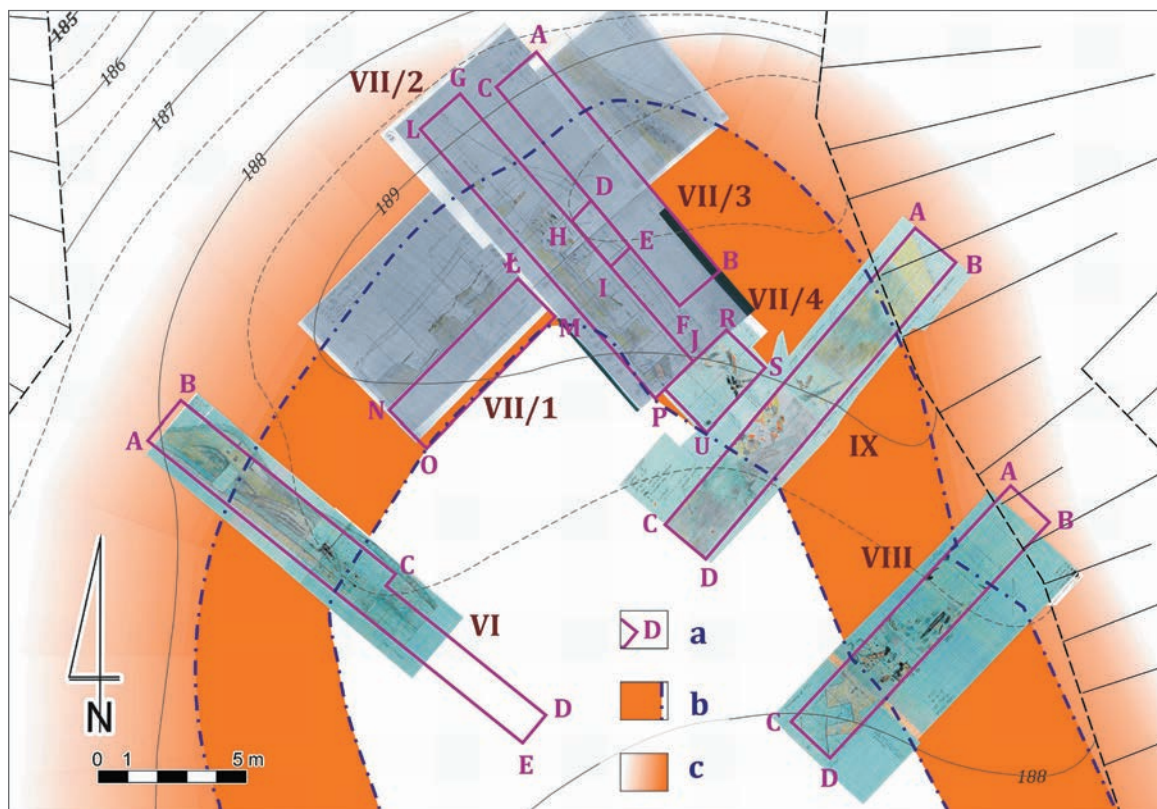 185
186
187
188
189
VII/2
A
G
C
L
D
VII/3
H
E
B
I
Ł
M
F
J
VII/4
R
S
P
U
N
O
VII/1
A
B
IX
C
D
B
A
C
VI
D
E
A
B
VIII
C
D
188
D a
b
c
N
0 1 5 m